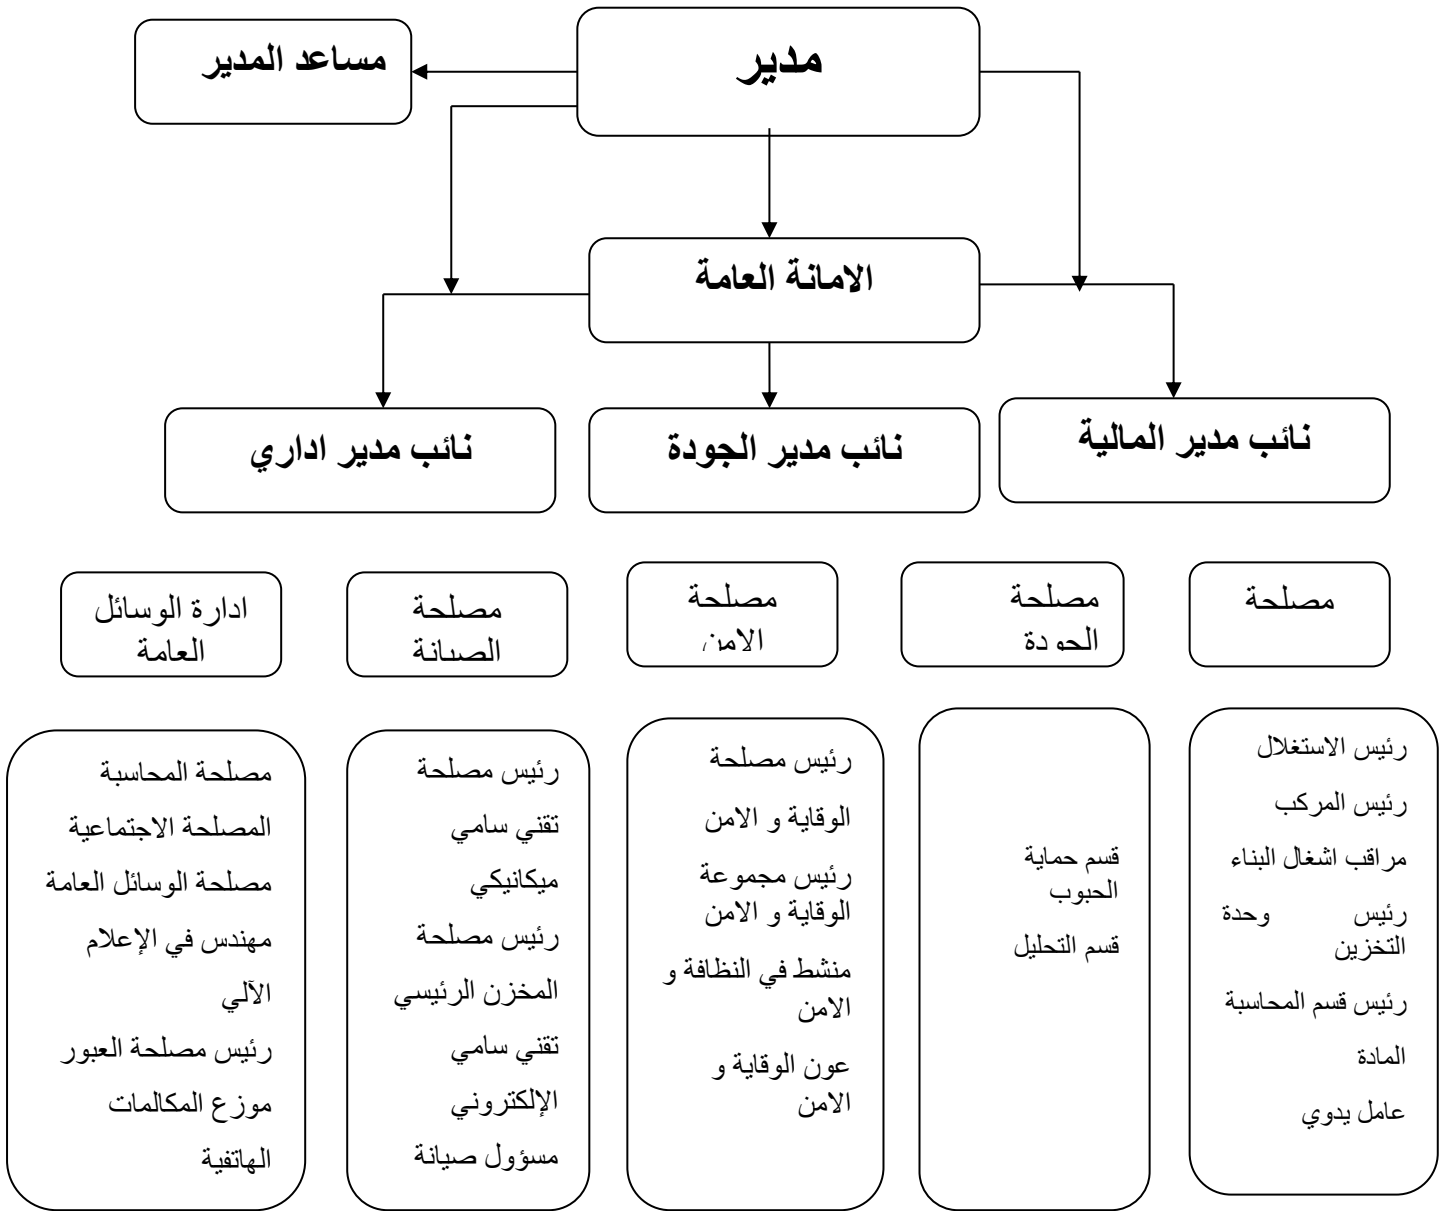 مدير
مساعد المدير
الامانة العامة
نائب مدير المالية
نائب مدير الجودة
نائب مدير اداري
مصلحة
مصلحة
الجودة
مصلحة
الامن
مصلحة
الصيانة
ادارة الوسائل
العامة
رئيس الاستغلال
رئيس المركب
مراقب اشغال البناء
رئيس وحدة
التخزين
رئيس قسم المحاسبة
المادة
عامل يدوي
قسم حماية
الحبوب
قسم التحليل
رئيس مصلحة
الوقاية و الامن
رئيس مجموعة
الوقاية و الامن
منشط في النظافة و
الامن
عون الوقاية و
الامن
رئيس مصلحة
تقني سامي
ميكانيكي
رئيس مصلحة
المخزن الرئيسي
تقني سامي
الإلكتروني
مسؤول صيانة
مصلحة المحاسبة
المصلحة الاجتماعية
مصلحة الوسائل العامة
مهندس في الإعلام
الآلي
رئيس مصلحة العبور
موزع المكالمات
الهاتفية